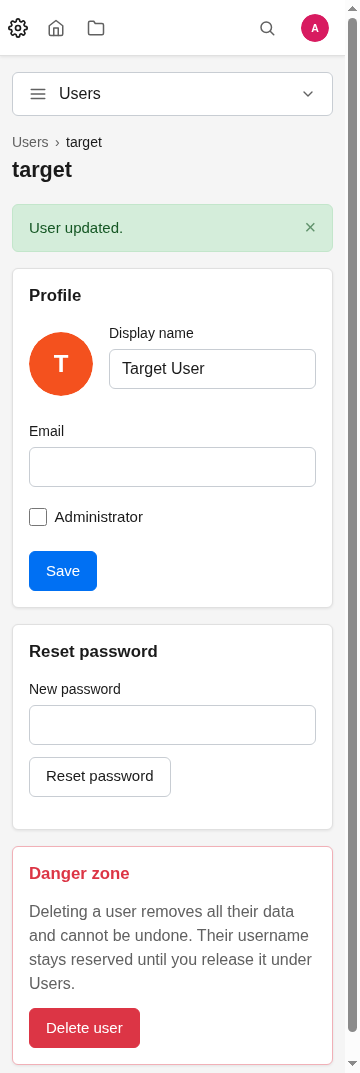 A
Users
Users › target
target
User updated. ×
Profile
T
Display name
Target User
Email
Administrator
Save
Reset password
New password
Reset password
Danger zone
Deleting a user removes all their data
and cannot be undone. Their username
stays reserved until you release it under
Users.
Delete user